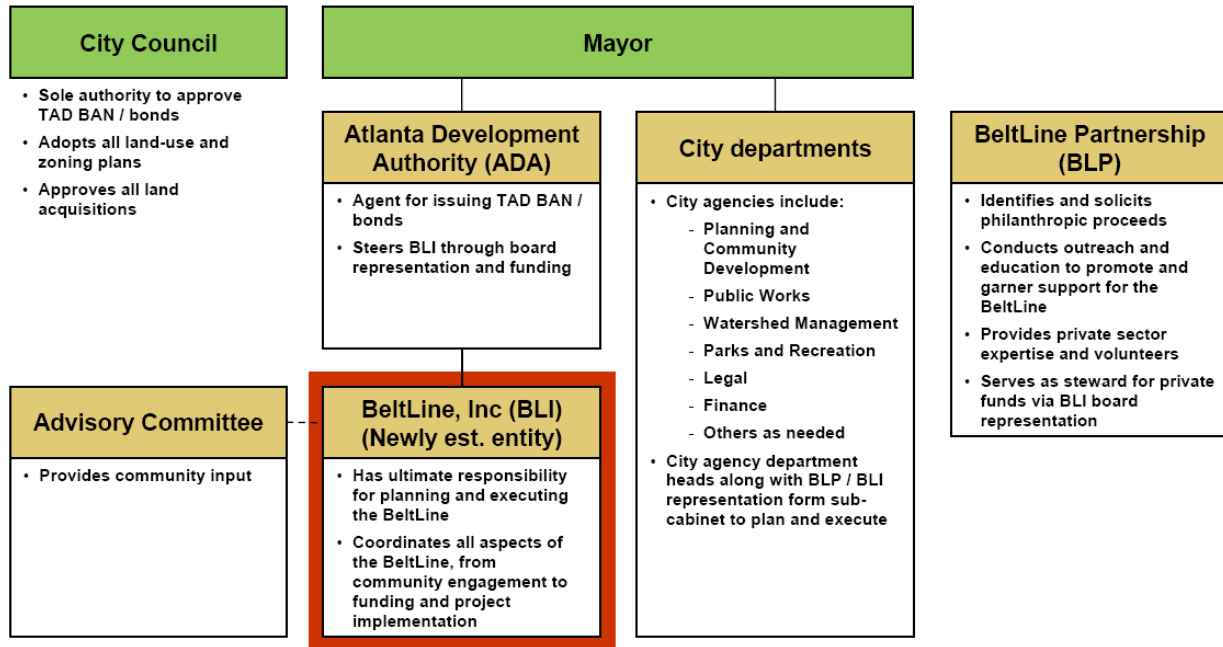 City Council
• Sole authority to approve
TAD BAN / bonds
• Adopts all land-use and
zoning plans
• Approves all land
acquisitions
Mayor
Atlanta Development
Authority (ADA)
• Agent for issuing TAD BAN /
bonds
• Steers BLI through board
representation and funding
City departments
• City agencies include:
- Planning and
Community
Development
- Public Works
- Watershed Management
- Parks and Recreation
- Legal
- Finance
- Others as needed
• City agency department
heads along with BLP / BLI
representation form sub-
cabinet to plan and execute
BeltLine Partnership
(BLP)
• Identifies and solicits
philanthropic proceeds
• Conducts outreach and
education to promote and
garner support for the
BeltLine
• Provides private sector
expertise and volunteers
• Serves as steward for private
funds via BLI board
representation
Advisory Committee
• Provides community input
BeltLine, Inc (BLI)
(Newly est. entity)
• Has ultimate responsibility
for planning and executing
the BeltLine
• Coordinates all aspects of
the BeltLine, from
community engagement to
funding and project
implementation